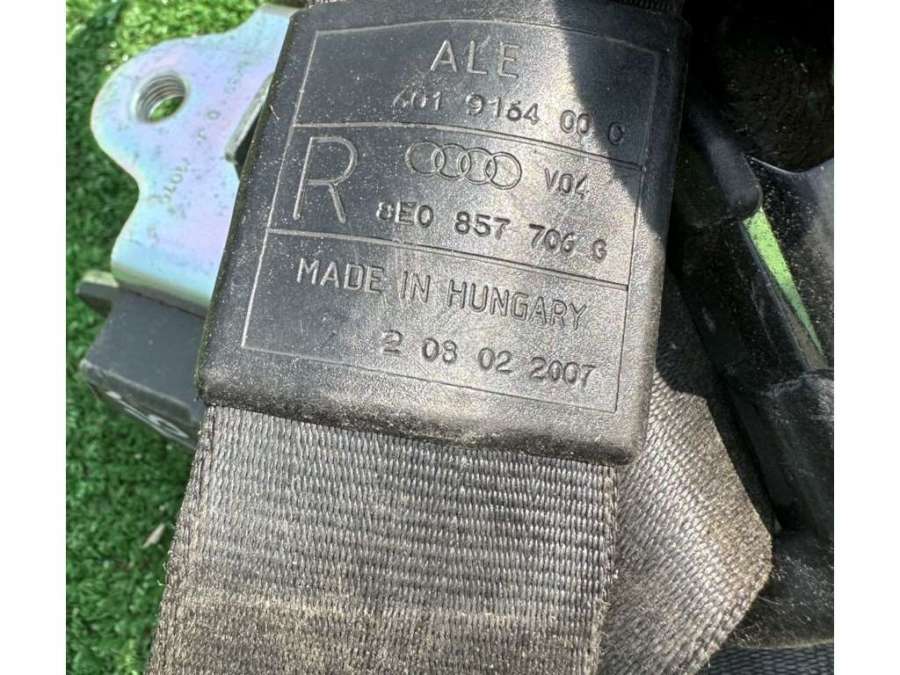 ALE
601 9164 00 C
R
V04
8E0 857 706 G
MADE IN HUNGARY
2 08 02 2007